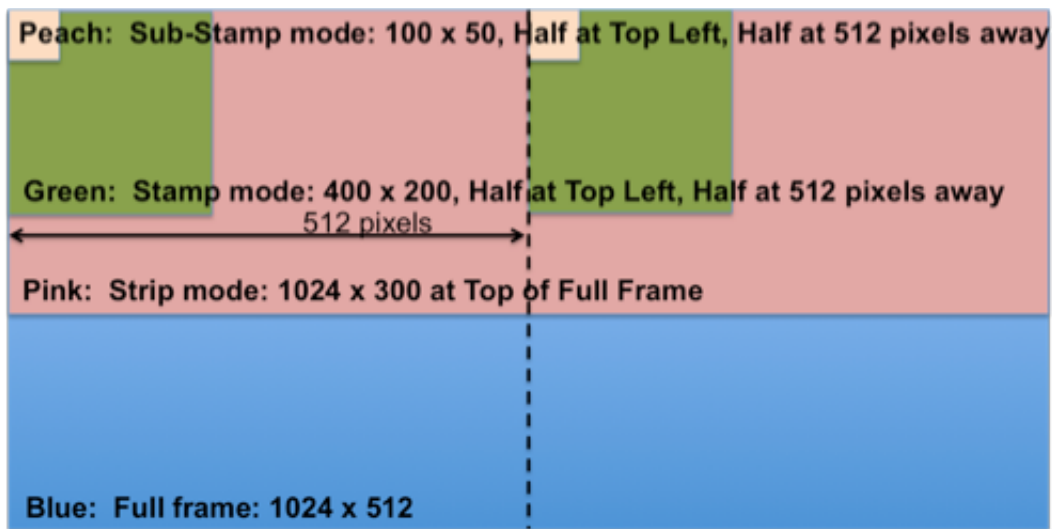 Peach: Sub-Stamp mode: 100 x 50, Half at Top Left, Half at 512 pixels away
Green: Stamp mode: 400 x 200, Half at Top Left, Half at 512 pixels away
512 pixels
Pink: Strip mode: 1024 x 300 at Top of Full Frame
Blue: Full frame: 1024 x 512